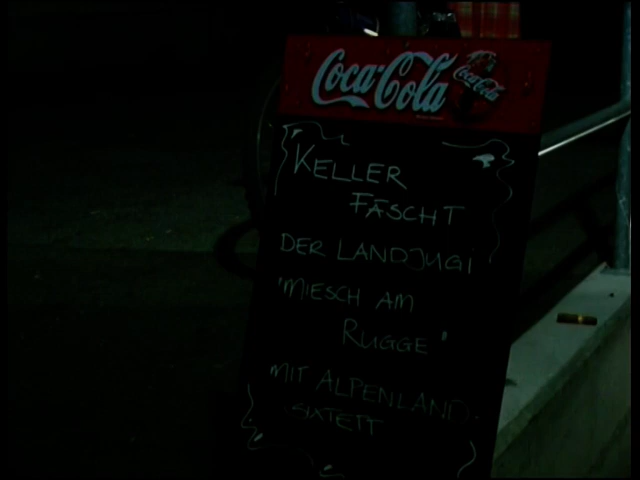 Coca-Cola
Coca-Cola
KELLER
FÄSCHT
DER LANDJUGI
"MIESCH AM
RUGGE"
MIT ALPENLAND-
SIXTETT